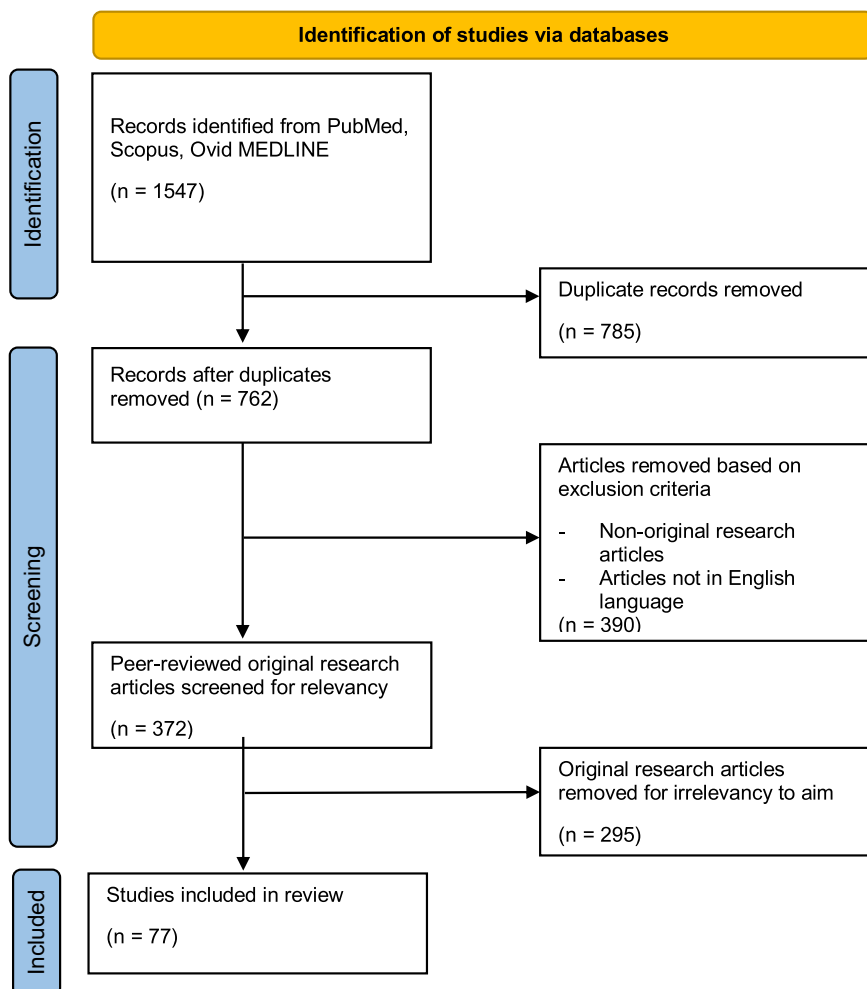 Identification of studies via databases
Identification
Records identified from PubMed,
Scopus, Ovid MEDLINE
(n = 1547)
Duplicate records removed
(n = 785)
Screening
Records after duplicates
removed (n = 762)
Articles removed based on
exclusion criteria
- Non-original research
articles
- Articles not in English
language
(n = 390)
Peer-reviewed original research
articles screened for relevancy
(n = 372)
Original research articles
removed for irrelevancy to aim
(n = 295)
Included
Studies included in review
(n = 77)